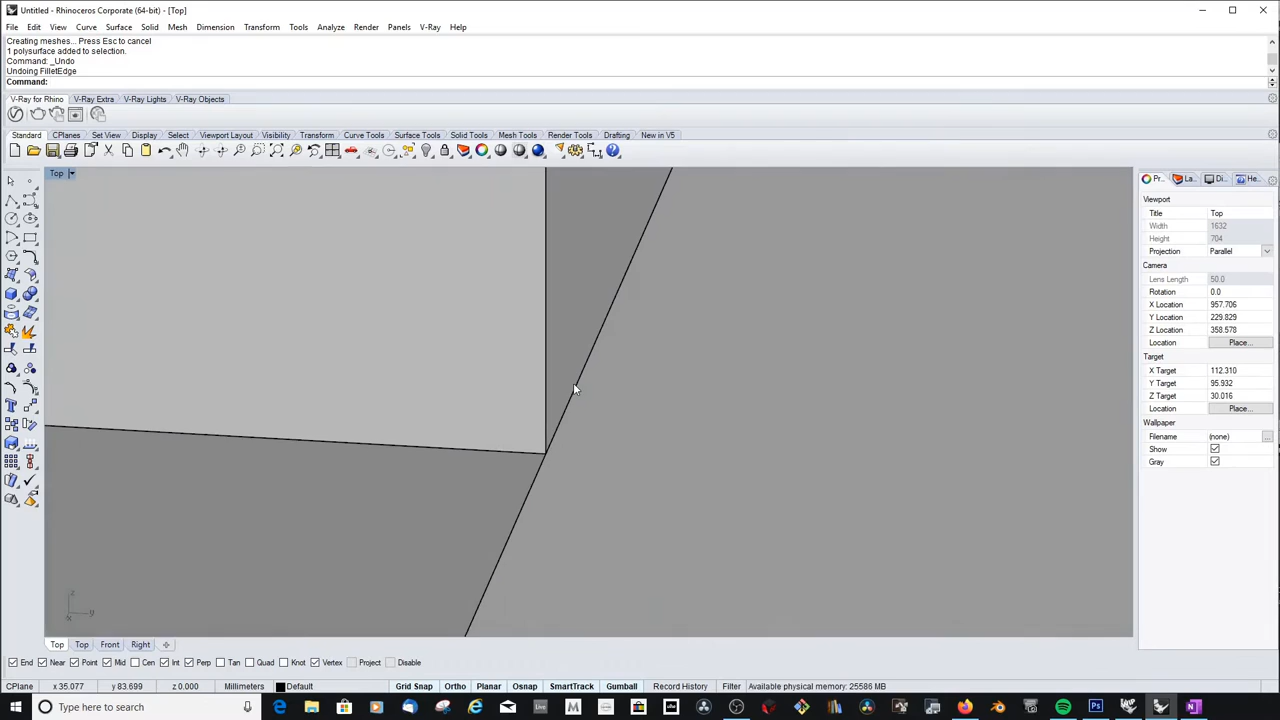 Untitled - Rhinoceros Corporate (64-bit) - [Top]
File Edit View Curve Surface Solid Mesh Dimension Transform Tools Analyze Render Panels V-Ray Help
Creating meshes... Press Esc to cancel
1 polysurface added to selection.
Command: _Undo
Undoing FilletEdge
Command:
V-Ray for Rhino V-Ray Extra V-Ray Lights V-Ray Objects
Standard CPlanes Set View Display Select Viewport Layout Visibility Transform Curve Tools Surface Tools Solid Tools Mesh Tools Render Tools Drafting New in V5
Top
Pr... La... Di... He...
Viewport
Title Top
Width 1632
Height 704
Projection Parallel
Camera
Lens Length 50.0
Rotation 0.0
X Location 957.706
Y Location 229.829
Z Location 358.578
Location Place...
Target
X Target 112.310
Y Target 95.932
Z Target 30.016
Location Place...
Wallpaper
Filename (none) ...
Show
Gray
z
y
x
Top Top Front Right
End Near Point Mid Cen Int Perp Tan Quad Knot Vertex Project Disable
CPlane x 35.077 y 83.699 z 0.000 Millimeters Default Grid Snap Ortho Planar Osnap SmartTrack Gumball Record History Filter Available physical memory: 25586 MB
Type here to search